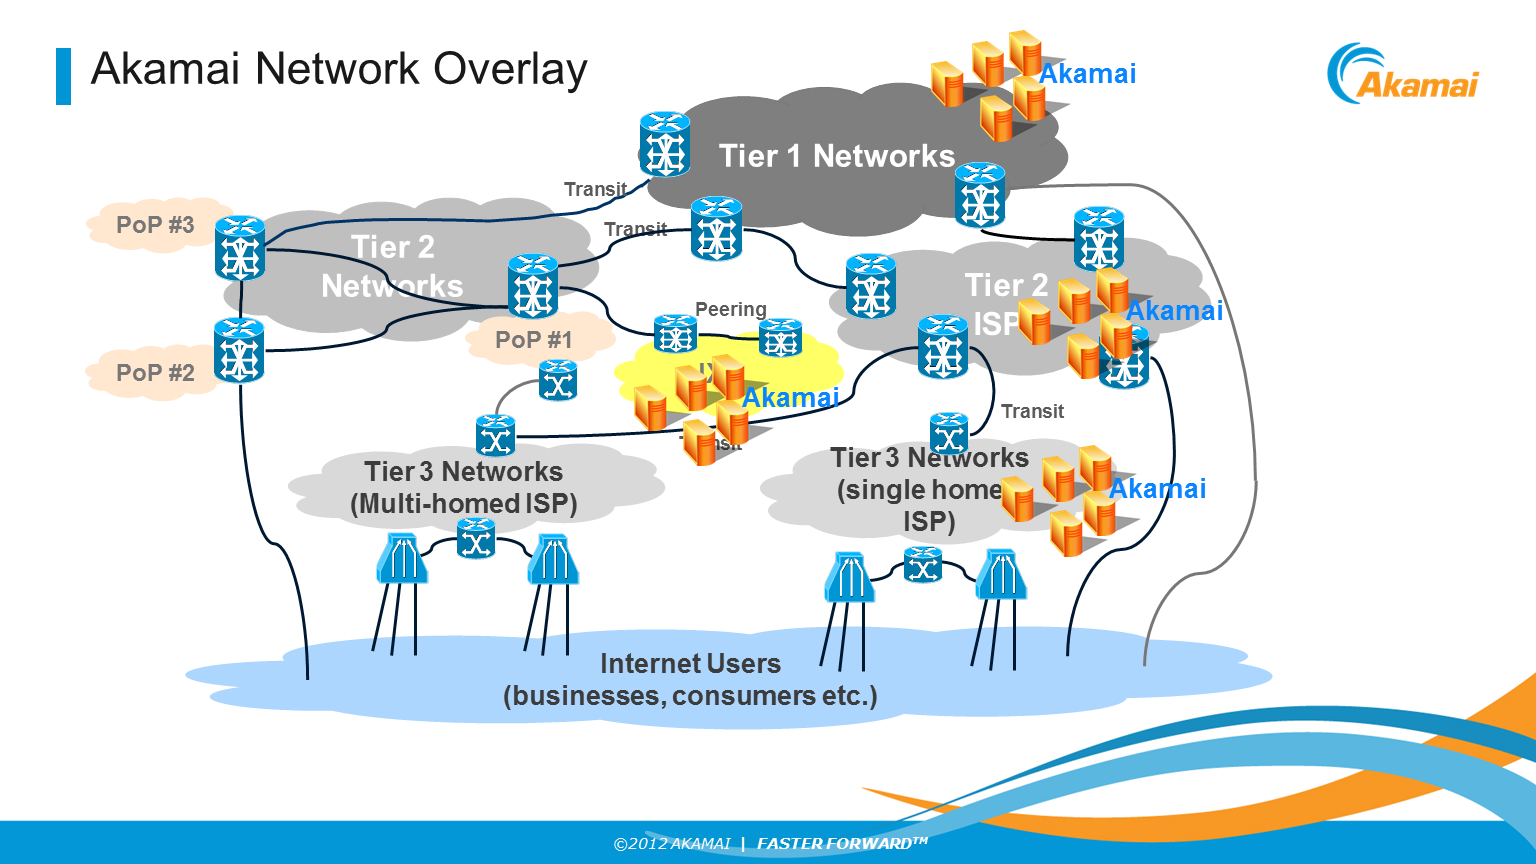 Akamai Network Overlay
Akamai
Akamai
Tier 1 Networks
Transit
PoP #3
Transit
Tier 2
Networks
Tier 2
ISP
Akamai
Peering
PoP #1
PoP #2
Akamai
Transit
Transit
Tier 3 Networks
(Multi-homed ISP)
Tier 3 Networks
(single home
ISP)
Akamai
Internet Users
(businesses, consumers etc.)
©2012 AKAMAI | FASTER FORWARD™